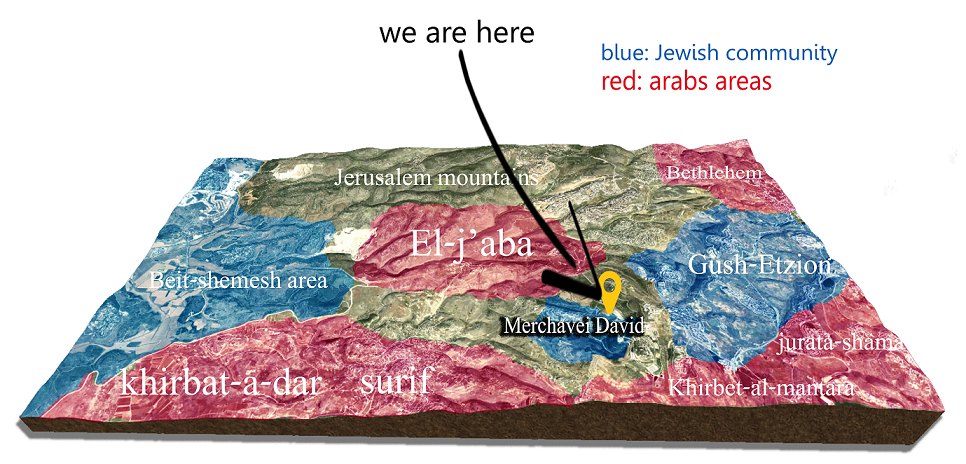 we are here
blue: Jewish community
red: arabs areas
Jerusalem mountains
Bethlehem
El-j'aba
Gush-Etzion
Beit-shemesh area
Merchavei David
jurata-shama
khirbat-ā-dar surif
Khirbet-al-mantara